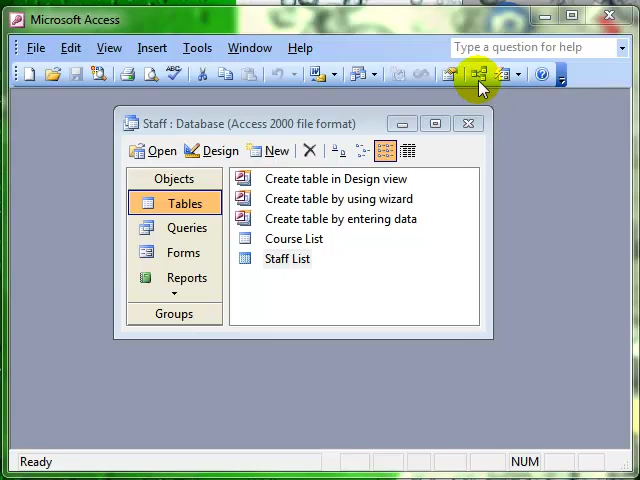 Microsoft Access
File Edit View Insert Tools Window Help Type a question for help
ABC W
Staff : Database (Access 2000 file format)
Open Design New
Objects
Tables
Queries
Forms
Reports
Groups
Create table in Design view
Create table by using wizard
Create table by entering data
Course List
Staff List
Ready NUM